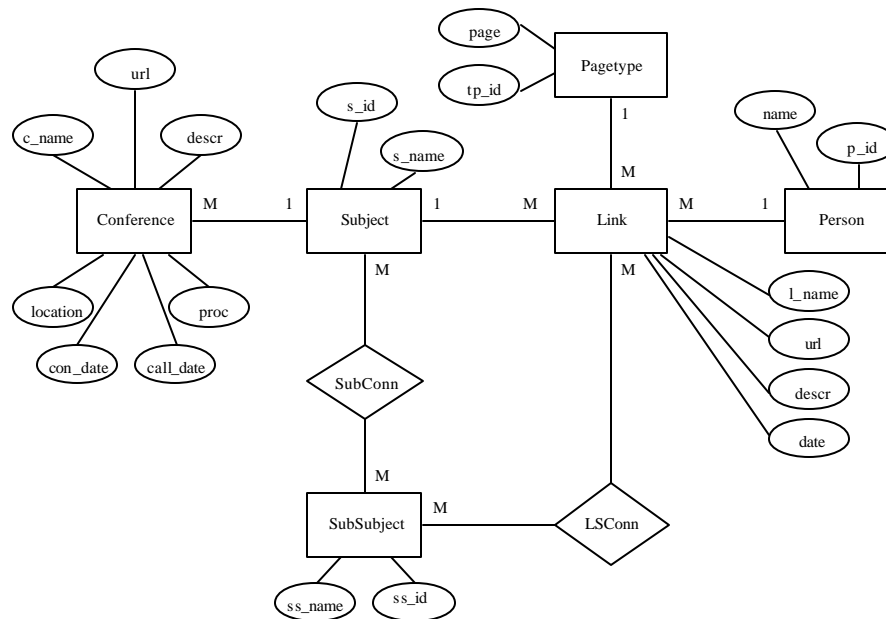 page
Pagetype
url
tp_id
s_id
name
1
c_name
descr
s_name
p_id
M
M
1
1
M
M
1
Conference
Subject
Link
Person
M
M
l_name
location
proc
url
con_date
call_date
SubConn
descr
date
M
M
SubSubject
LSConn
ss_name
ss_id